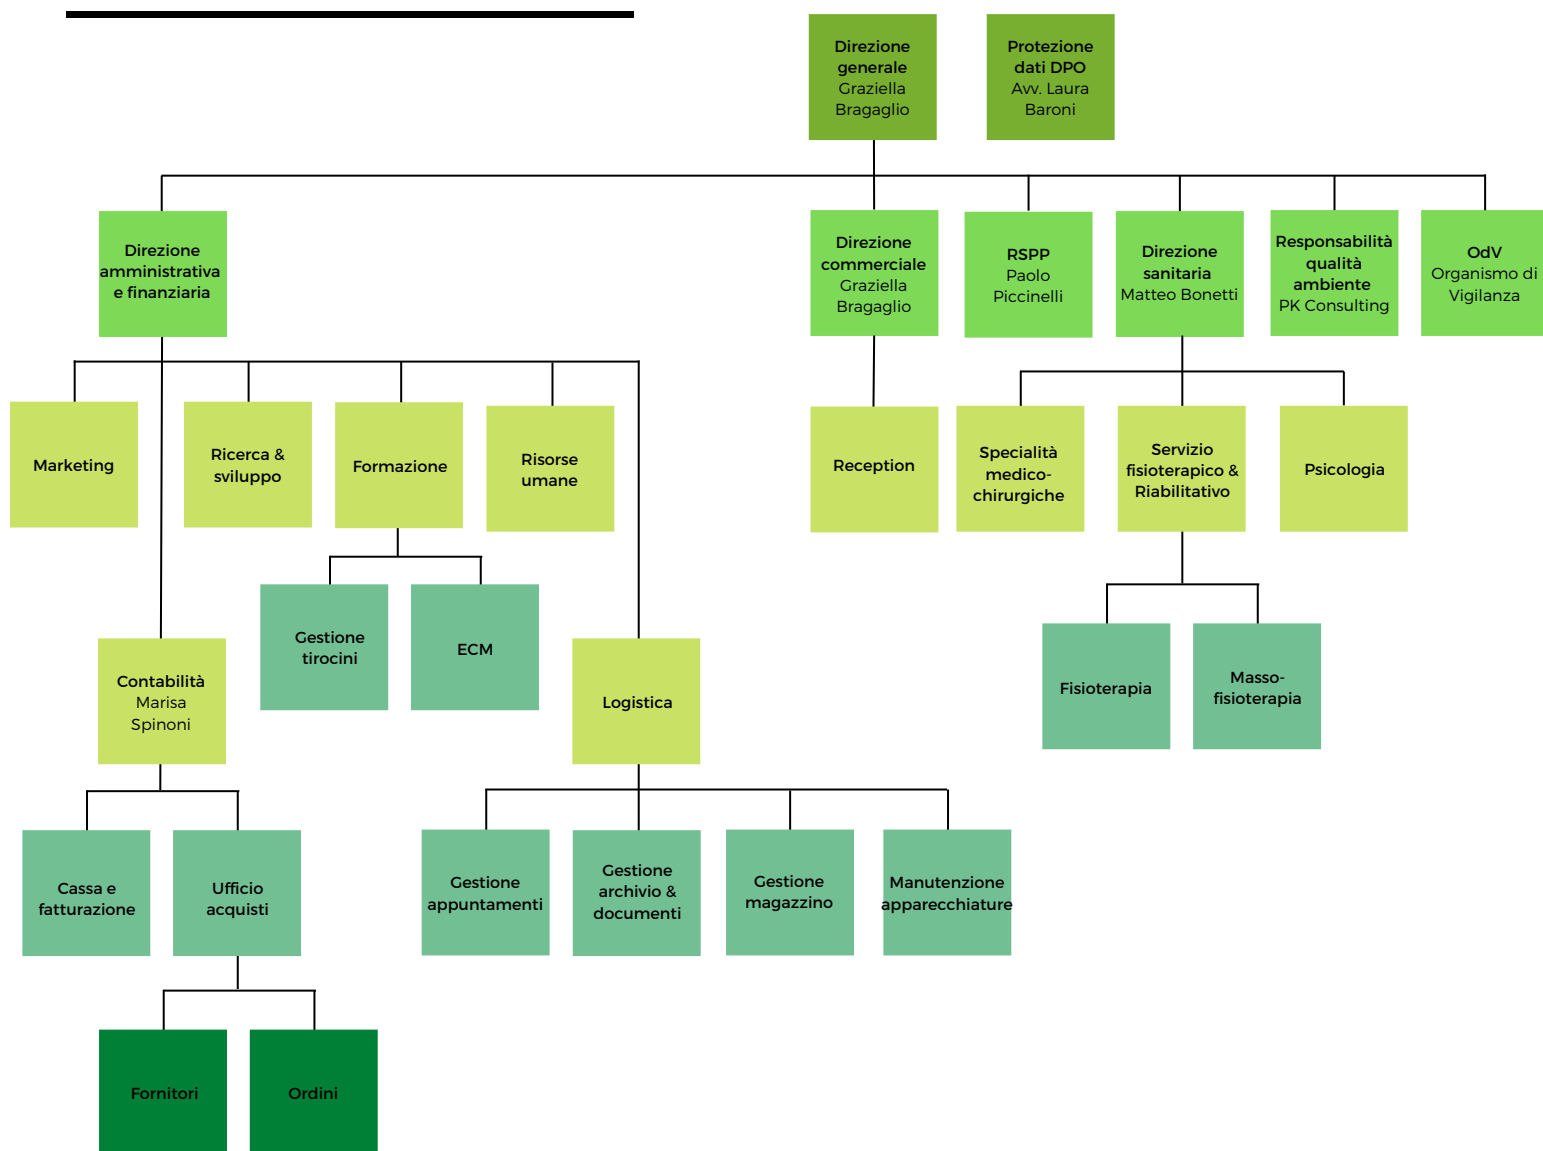 Direzione
generale
Graziella
Bragaglio
Protezione
dati DPO
Avv. Laura
Baroni
Direzione
amministrativa
e finanziaria
Direzione
commerciale
Graziella
Bragaglio
RSPP
Paolo
Piccinelli
Direzione
sanitaria
Matteo Bonetti
Responsabilità
qualità
ambiente
PK Consulting
OdV
Organismo di
Vigilanza
Marketing
Ricerca &
sviluppo
Formazione
Risorse
umane
Reception
Specialità
medico-
chirurgiche
Servizio
fisioterapico &
Riabilitativo
Psicologia
Gestione
tirocini
ECM
Contabilità
Marisa
Spinoni
Logistica
Fisioterapia
Masso-
fisioterapia
Cassa e
fatturazione
Ufficio
acquisti
Gestione
appuntamenti
Gestione
archivio &
documenti
Gestione
magazzino
Manutenzione
apparecchiature
Fornitori
Ordini